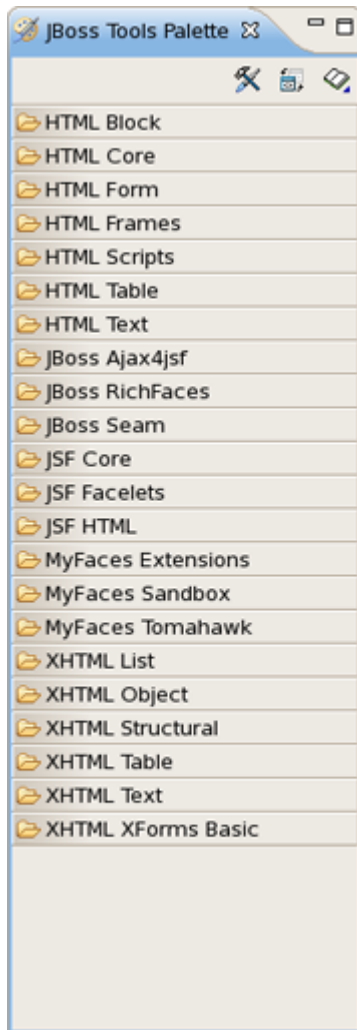 JBoss Tools Palette
HTML Block
HTML Core
HTML Form
HTML Frames
HTML Scripts
HTML Table
HTML Text
JBoss Ajax4jsf
JBoss RichFaces
JBoss Seam
JSF Core
JSF Facelets
JSF HTML
MyFaces Extensions
MyFaces Sandbox
MyFaces Tomahawk
XHTML List
XHTML Object
XHTML Structural
XHTML Table
XHTML Text
XHTML XForms Basic